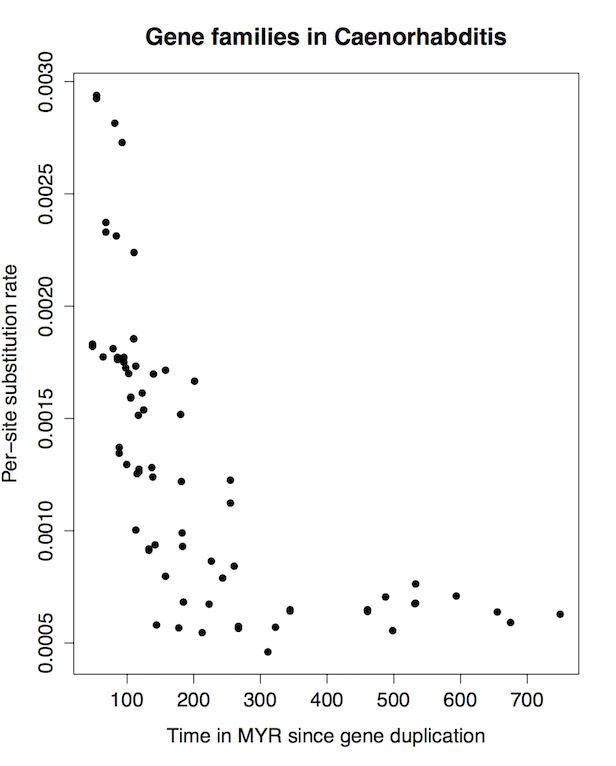 Gene families in Caenorhabditis
Per−site substitution rate
0.0030
0.0025
0.0020
0.0015
0.0010
0.0005
100 200 300 400 500 600 700
Time in MYR since gene duplication